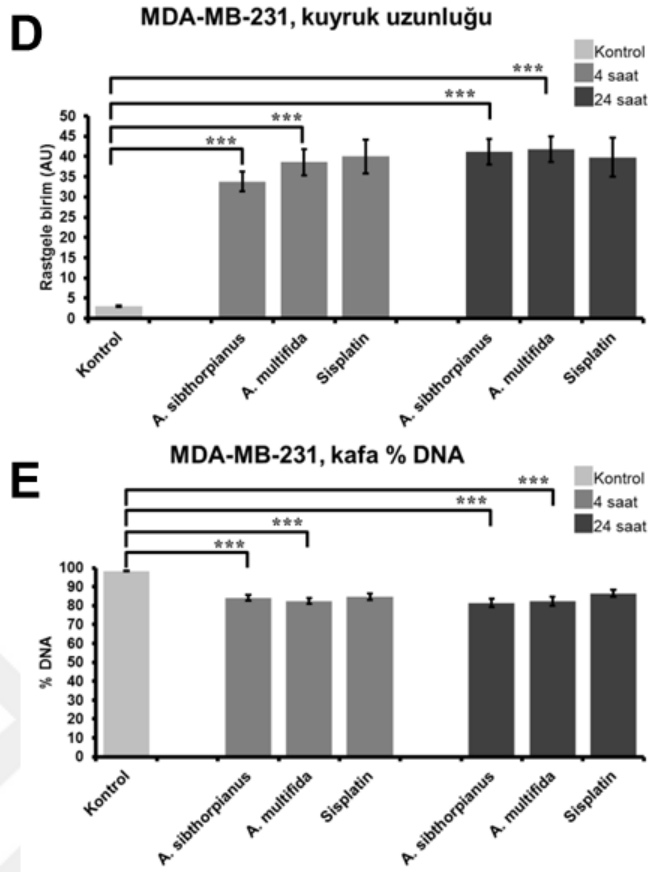 D
MDA-MB-231, kuyruk uzunluğu
Kontrol
4 saat
24 saat
***
***
***
***
Rastgele birim (AU)
50
45
40
35
30
25
20
15
10
5
0
Kontrol
A. sibthorpianus
A. multifida
Sisplatin
A. sibthorpianus
A. multifida
Sisplatin
E
MDA-MB-231, kafa % DNA
Kontrol
4 saat
24 saat
***
***
***
***
% DNA
100
90
80
70
60
50
40
30
20
10
0
Kontrol
A. sibthorpianus
A. multifida
Sisplatin
A. sibthorpianus
A. multifida
Sisplatin